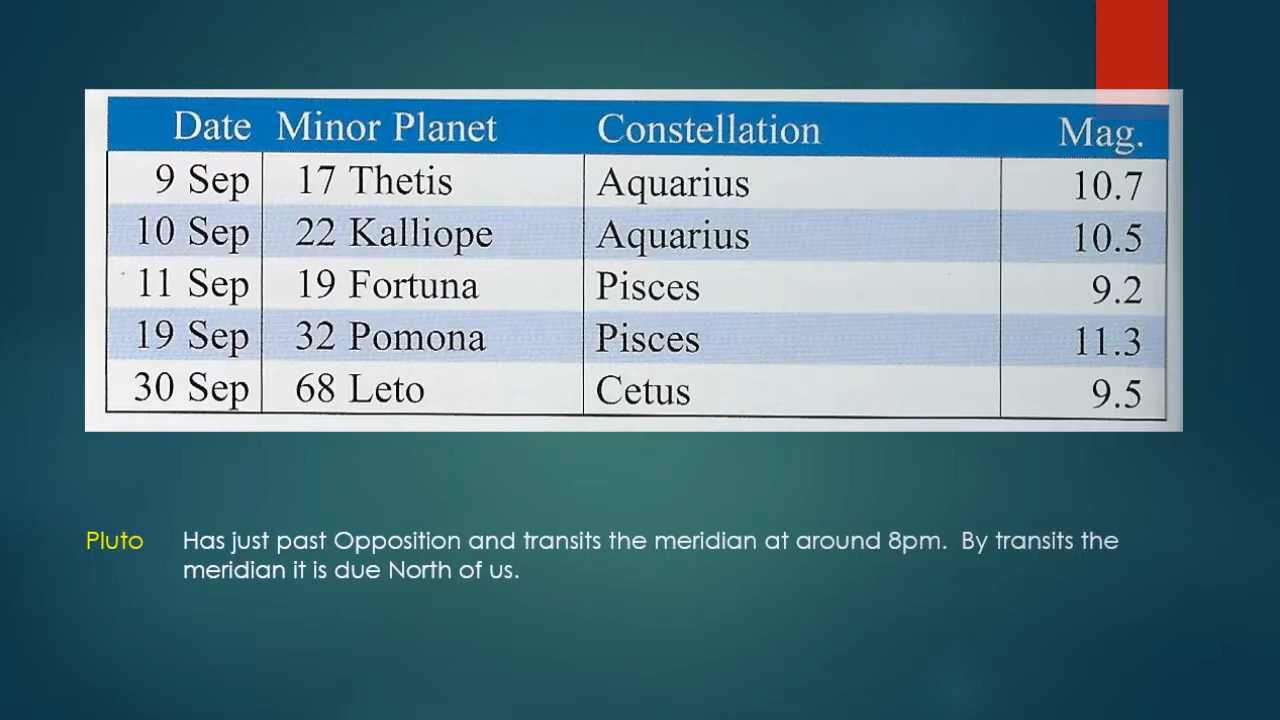 Date Minor Planet Constellation Mag.
9 Sep 17 Thetis Aquarius 10.7
10 Sep 22 Kalliope Aquarius 10.5
11 Sep 19 Fortuna Pisces 9.2
19 Sep 32 Pomona Pisces 11.3
30 Sep 68 Leto Cetus 9.5
Pluto Has just past Opposition and transits the meridian at around 8pm. By transits the
meridian it is due North of us.